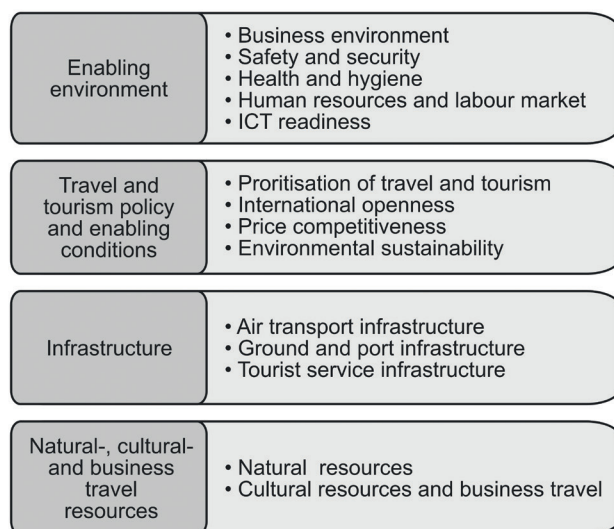 Enabling
environment
• Business environment
• Safety and security
• Health and hygiene
• Human resources and labour market
• ICT readiness
Travel and
tourism policy
and enabling
conditions
• Proritisation of travel and tourism
• International openness
• Price competitiveness
• Environmental sustainability
Infrastructure
• Air transport infrastructure
• Ground and port infrastructure
• Tourist service infrastructure
Natural-, cultural-
and business
travel
resources
• Natural resources
• Cultural resources and business travel